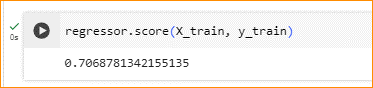 regressor.score(X_train, y_train)
0s
0.7068781342155135